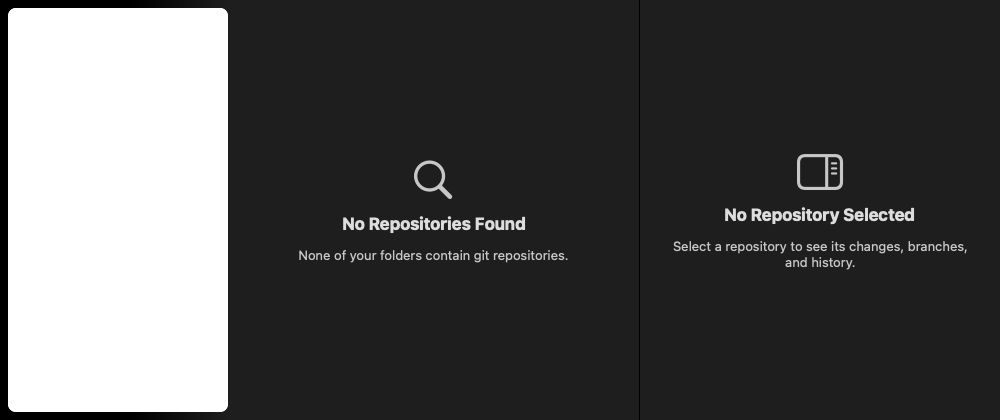 No Repositories Found
None of your folders contain git repositories.
No Repository Selected
Select a repository to see its changes, branches,
and history.